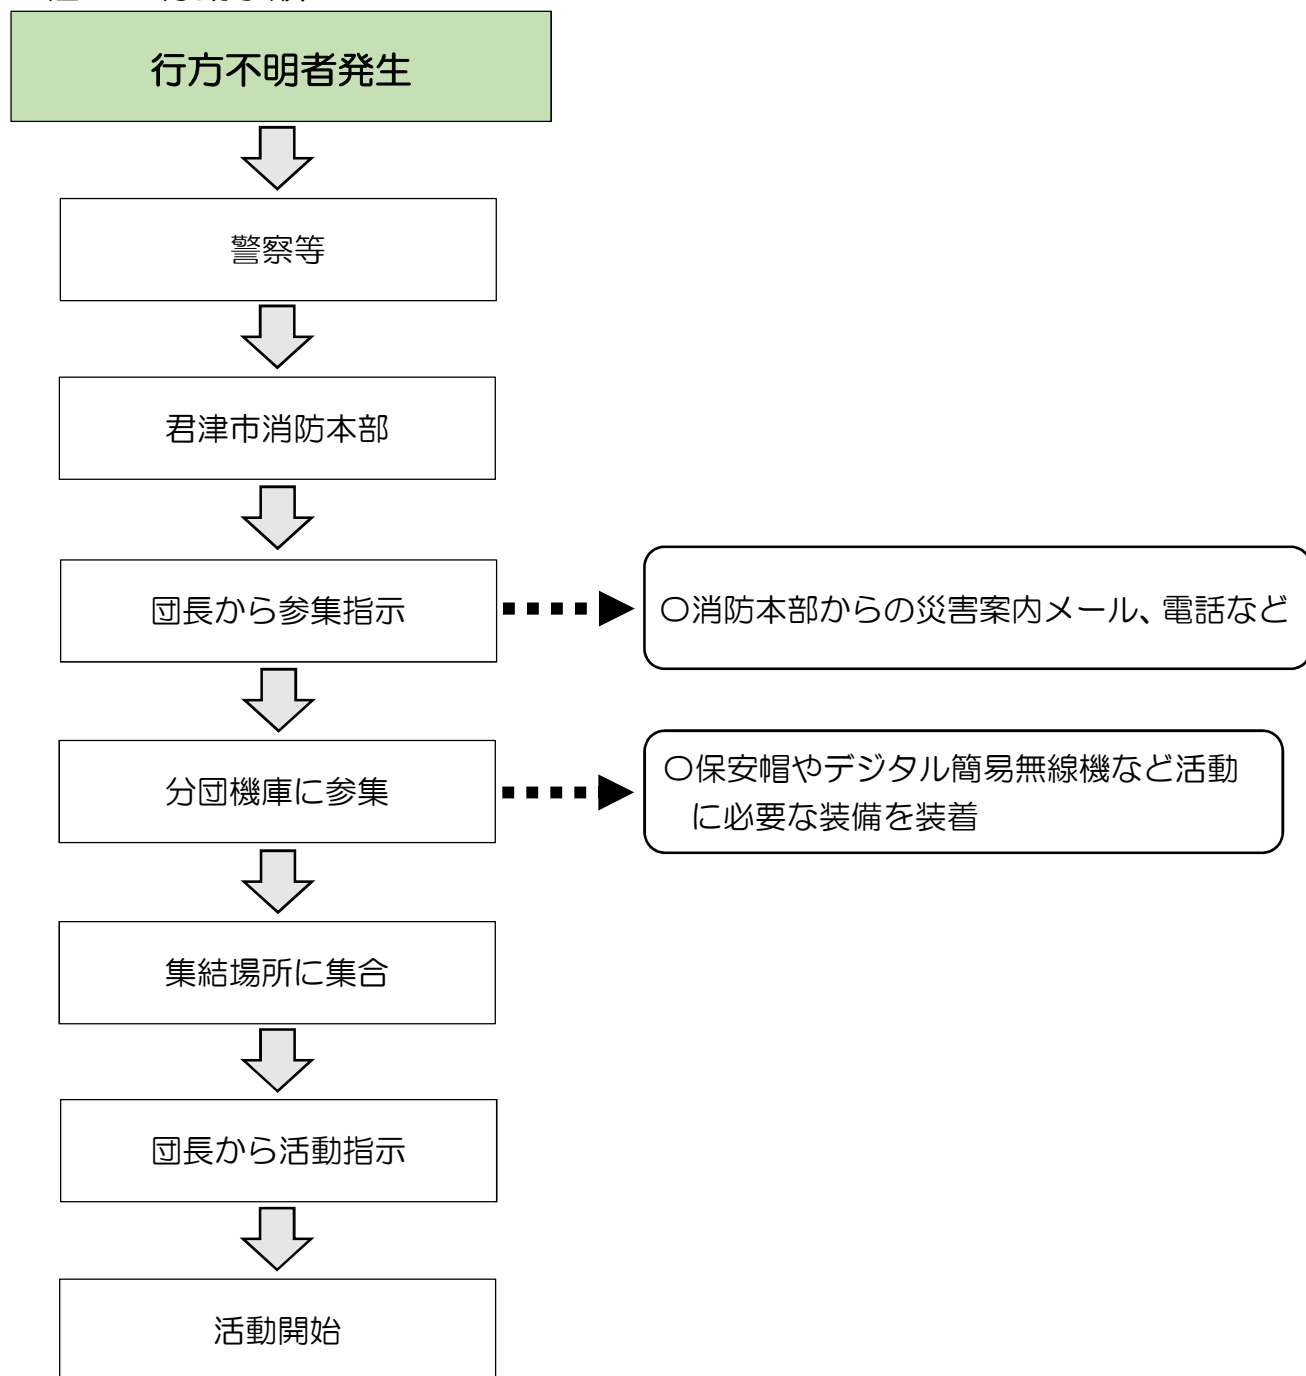 行方不明者発生
警察等
君津市消防本部
団長から参集指示
〇消防本部からの災害案内メール、電話など
分団機庫に参集
〇保安帽やデジタル簡易無線機など活動
に必要な装備を装着
集結場所に集合
団長から活動指示
活動開始